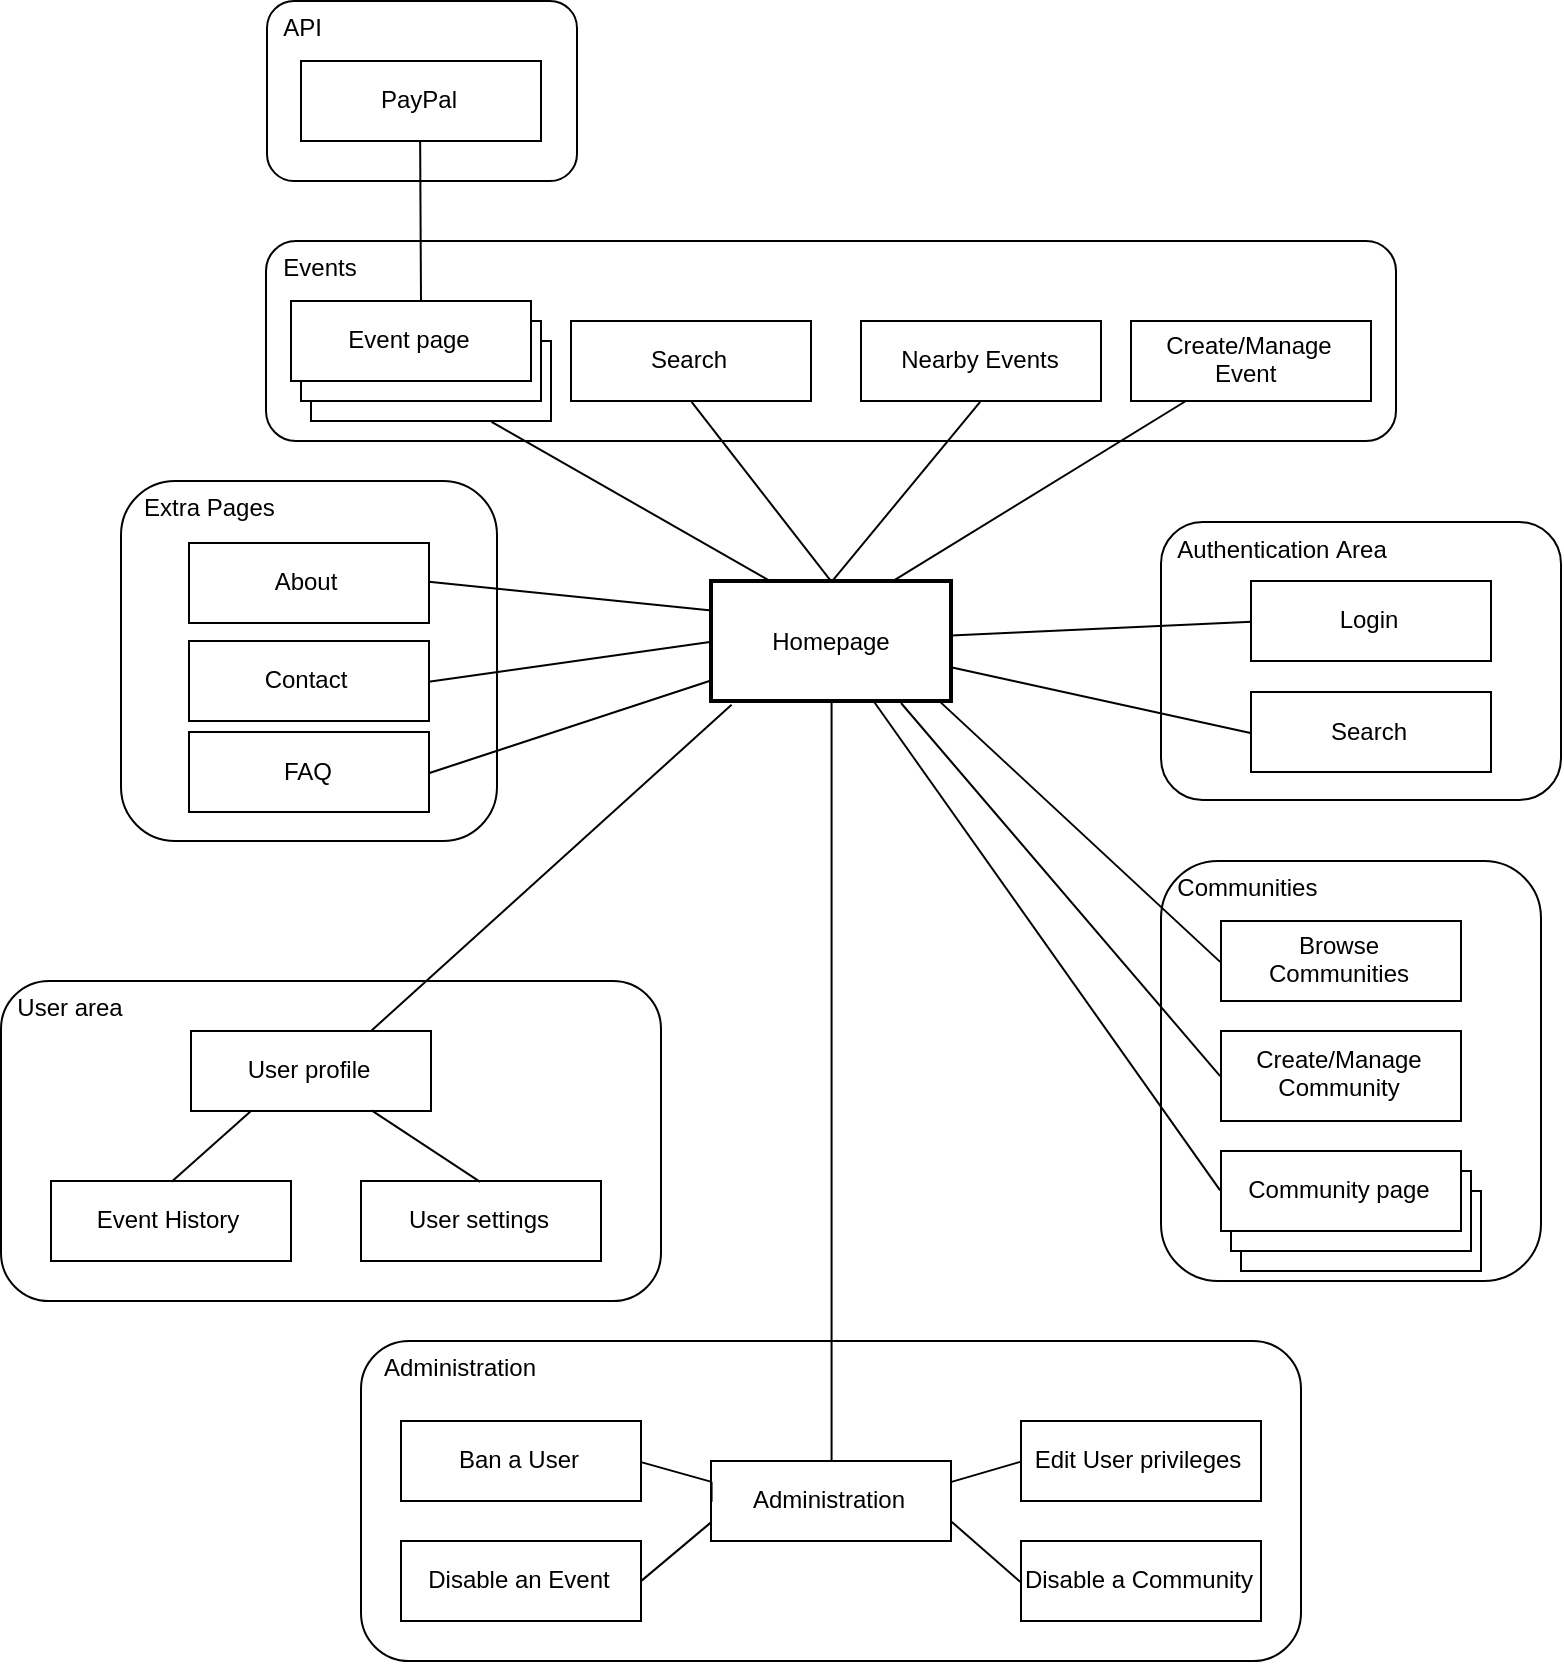 API
PayPal
Events
Event page
Search
Nearby Events
Create/Manage
Event
Extra Pages
About
Contact
FAQ
Homepage
Authentication Area
Login
Search
Communities
Browse
Communities
Create/Manage
Community
Community page
User area
User profile
Event History
User settings
Administration
Ban a User
Administration
Edit User privileges
Disable an Event
Disable a Community